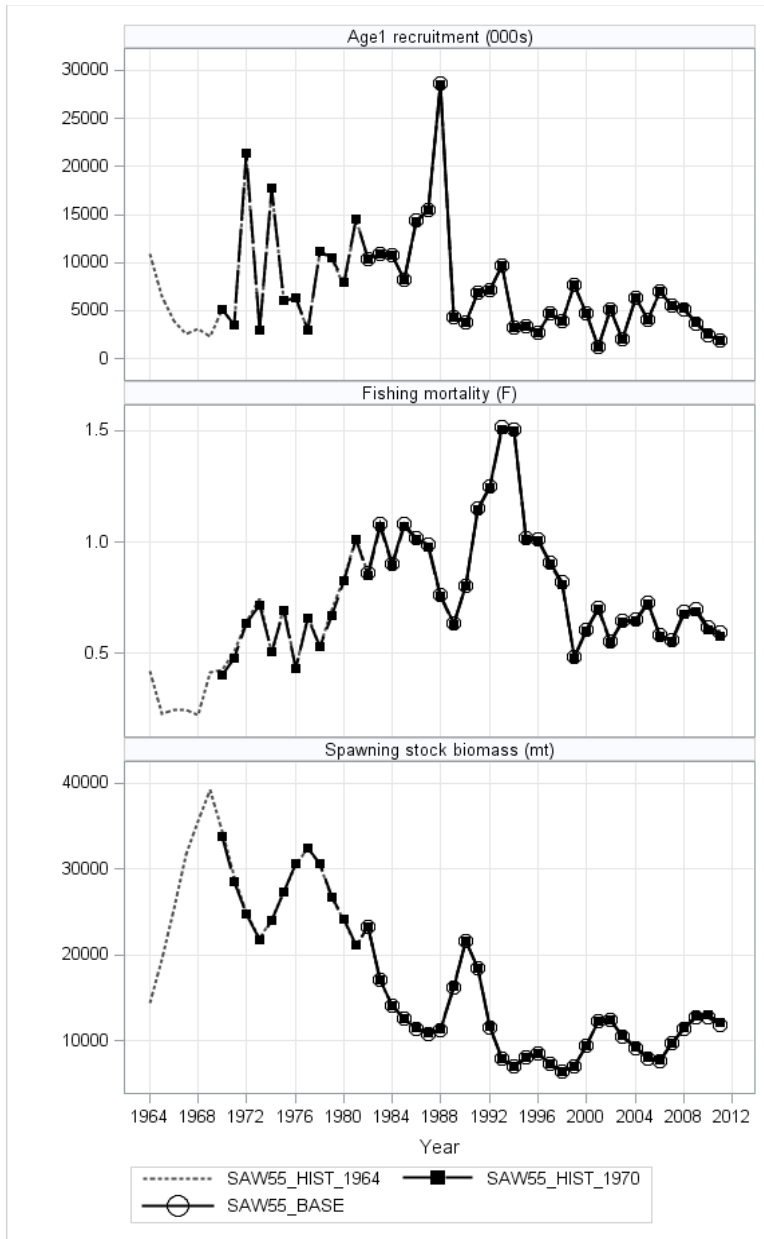 Age1 recruitment (000s)
30000
25000
20000
15000
10000
5000
0
Fishing mortality (F)
1.5
1.0
0.5
Spawning stock biomass (mt)
40000
30000
20000
10000
1964 1968 1972 1976 1980 1984 1988 1992 1996 2000 2004 2008 2012
Year
SAW55_HIST_1964 SAW55_HIST_1970
SAW55_BASE